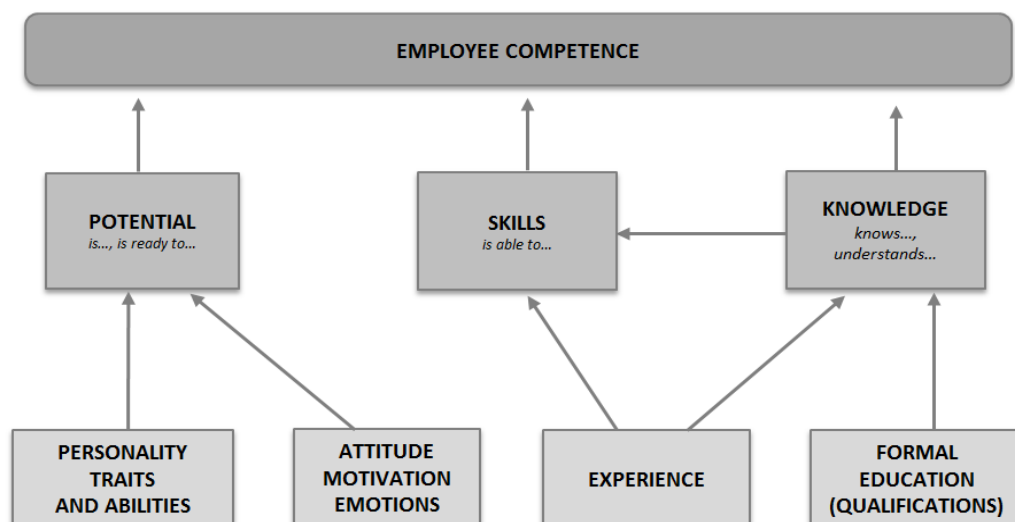 EMPLOYEE COMPETENCE
POTENTIAL
is..., is ready to...
SKILLS
is able to...
KNOWLEDGE
knows...,
understands...
PERSONALITY
TRAITS
AND ABILITIES
ATTITUDE
MOTIVATION
EMOTIONS
EXPERIENCE
FORMAL
EDUCATION
(QUALIFICATIONS)